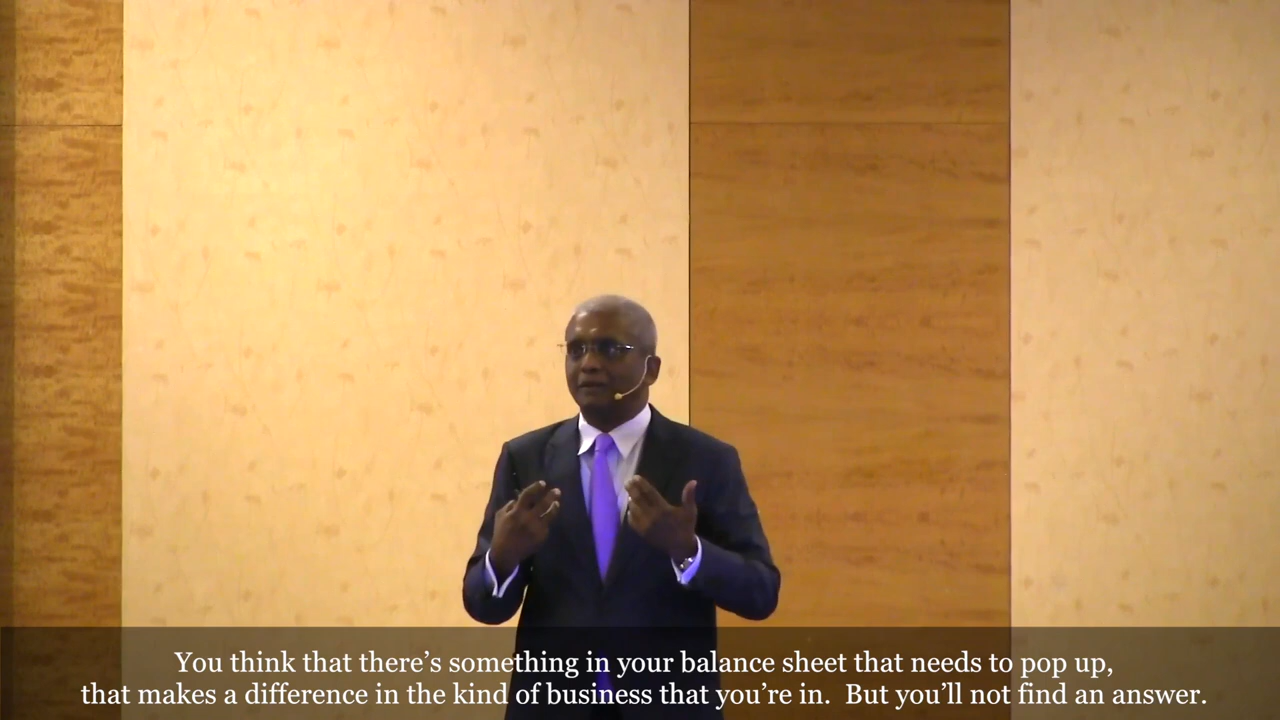 You think that there’s something in your balance sheet that needs to pop up,
that makes a difference in the kind of business that you’re in.  But you’ll not find an answer.